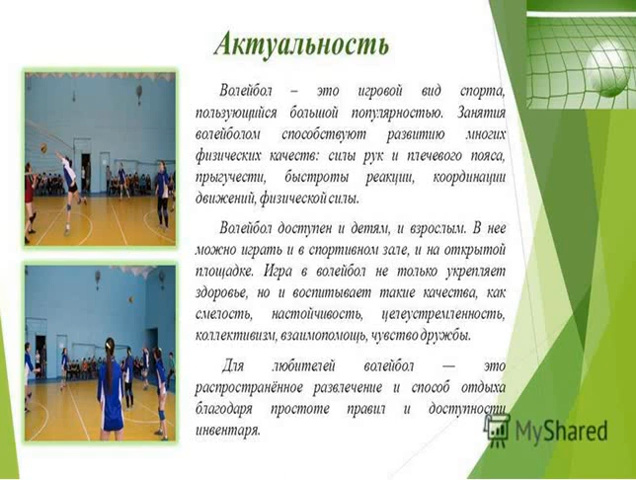 Актуальность
Волейбол – это игровой вид спорта,
пользующийся большой популярностью. Занятия
волейболом способствуют развитию многих
физических качеств: силы рук и плечевого пояса,
прыгучести, быстроты реакции, координации
движений, физической силы.
Волейбол доступен и детям, и взрослым. В нее
можно играть и в спортивном зале, и на открытой
площадке. Игра в волейбол не только укрепляет
здоровье, но и воспитывает такие качества, как
смелость, настойчивость, целеустремленность,
коллективизм, взаимопомощь, чувство дружбы.
Для любителей волейбол — это
распространённое развлечение и способ отдыха
благодаря простоте правил и доступности
инвентаря.
MyShared